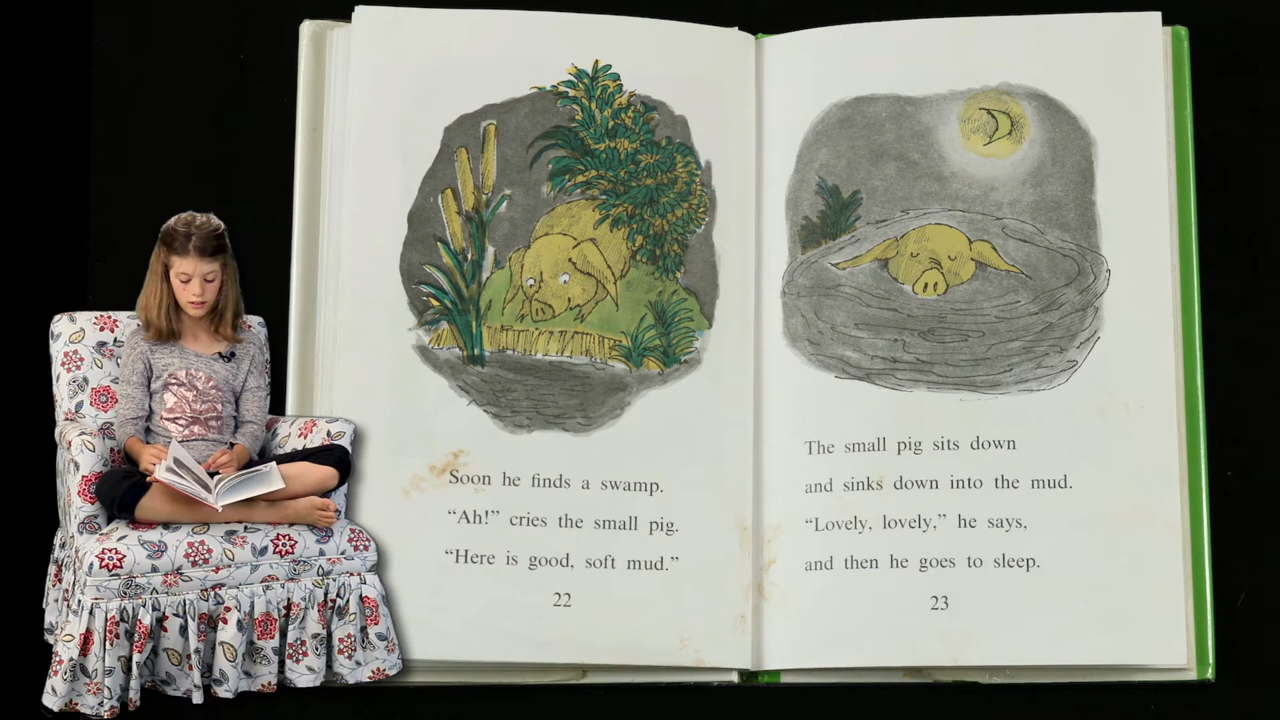 Soon he finds a swamp.
“Ah!” cries the small pig.
“Here is good, soft mud.”
22
The small pig sits down
and sinks down into the mud.
“Lovely, lovely,” he says,
and then he goes to sleep.
23